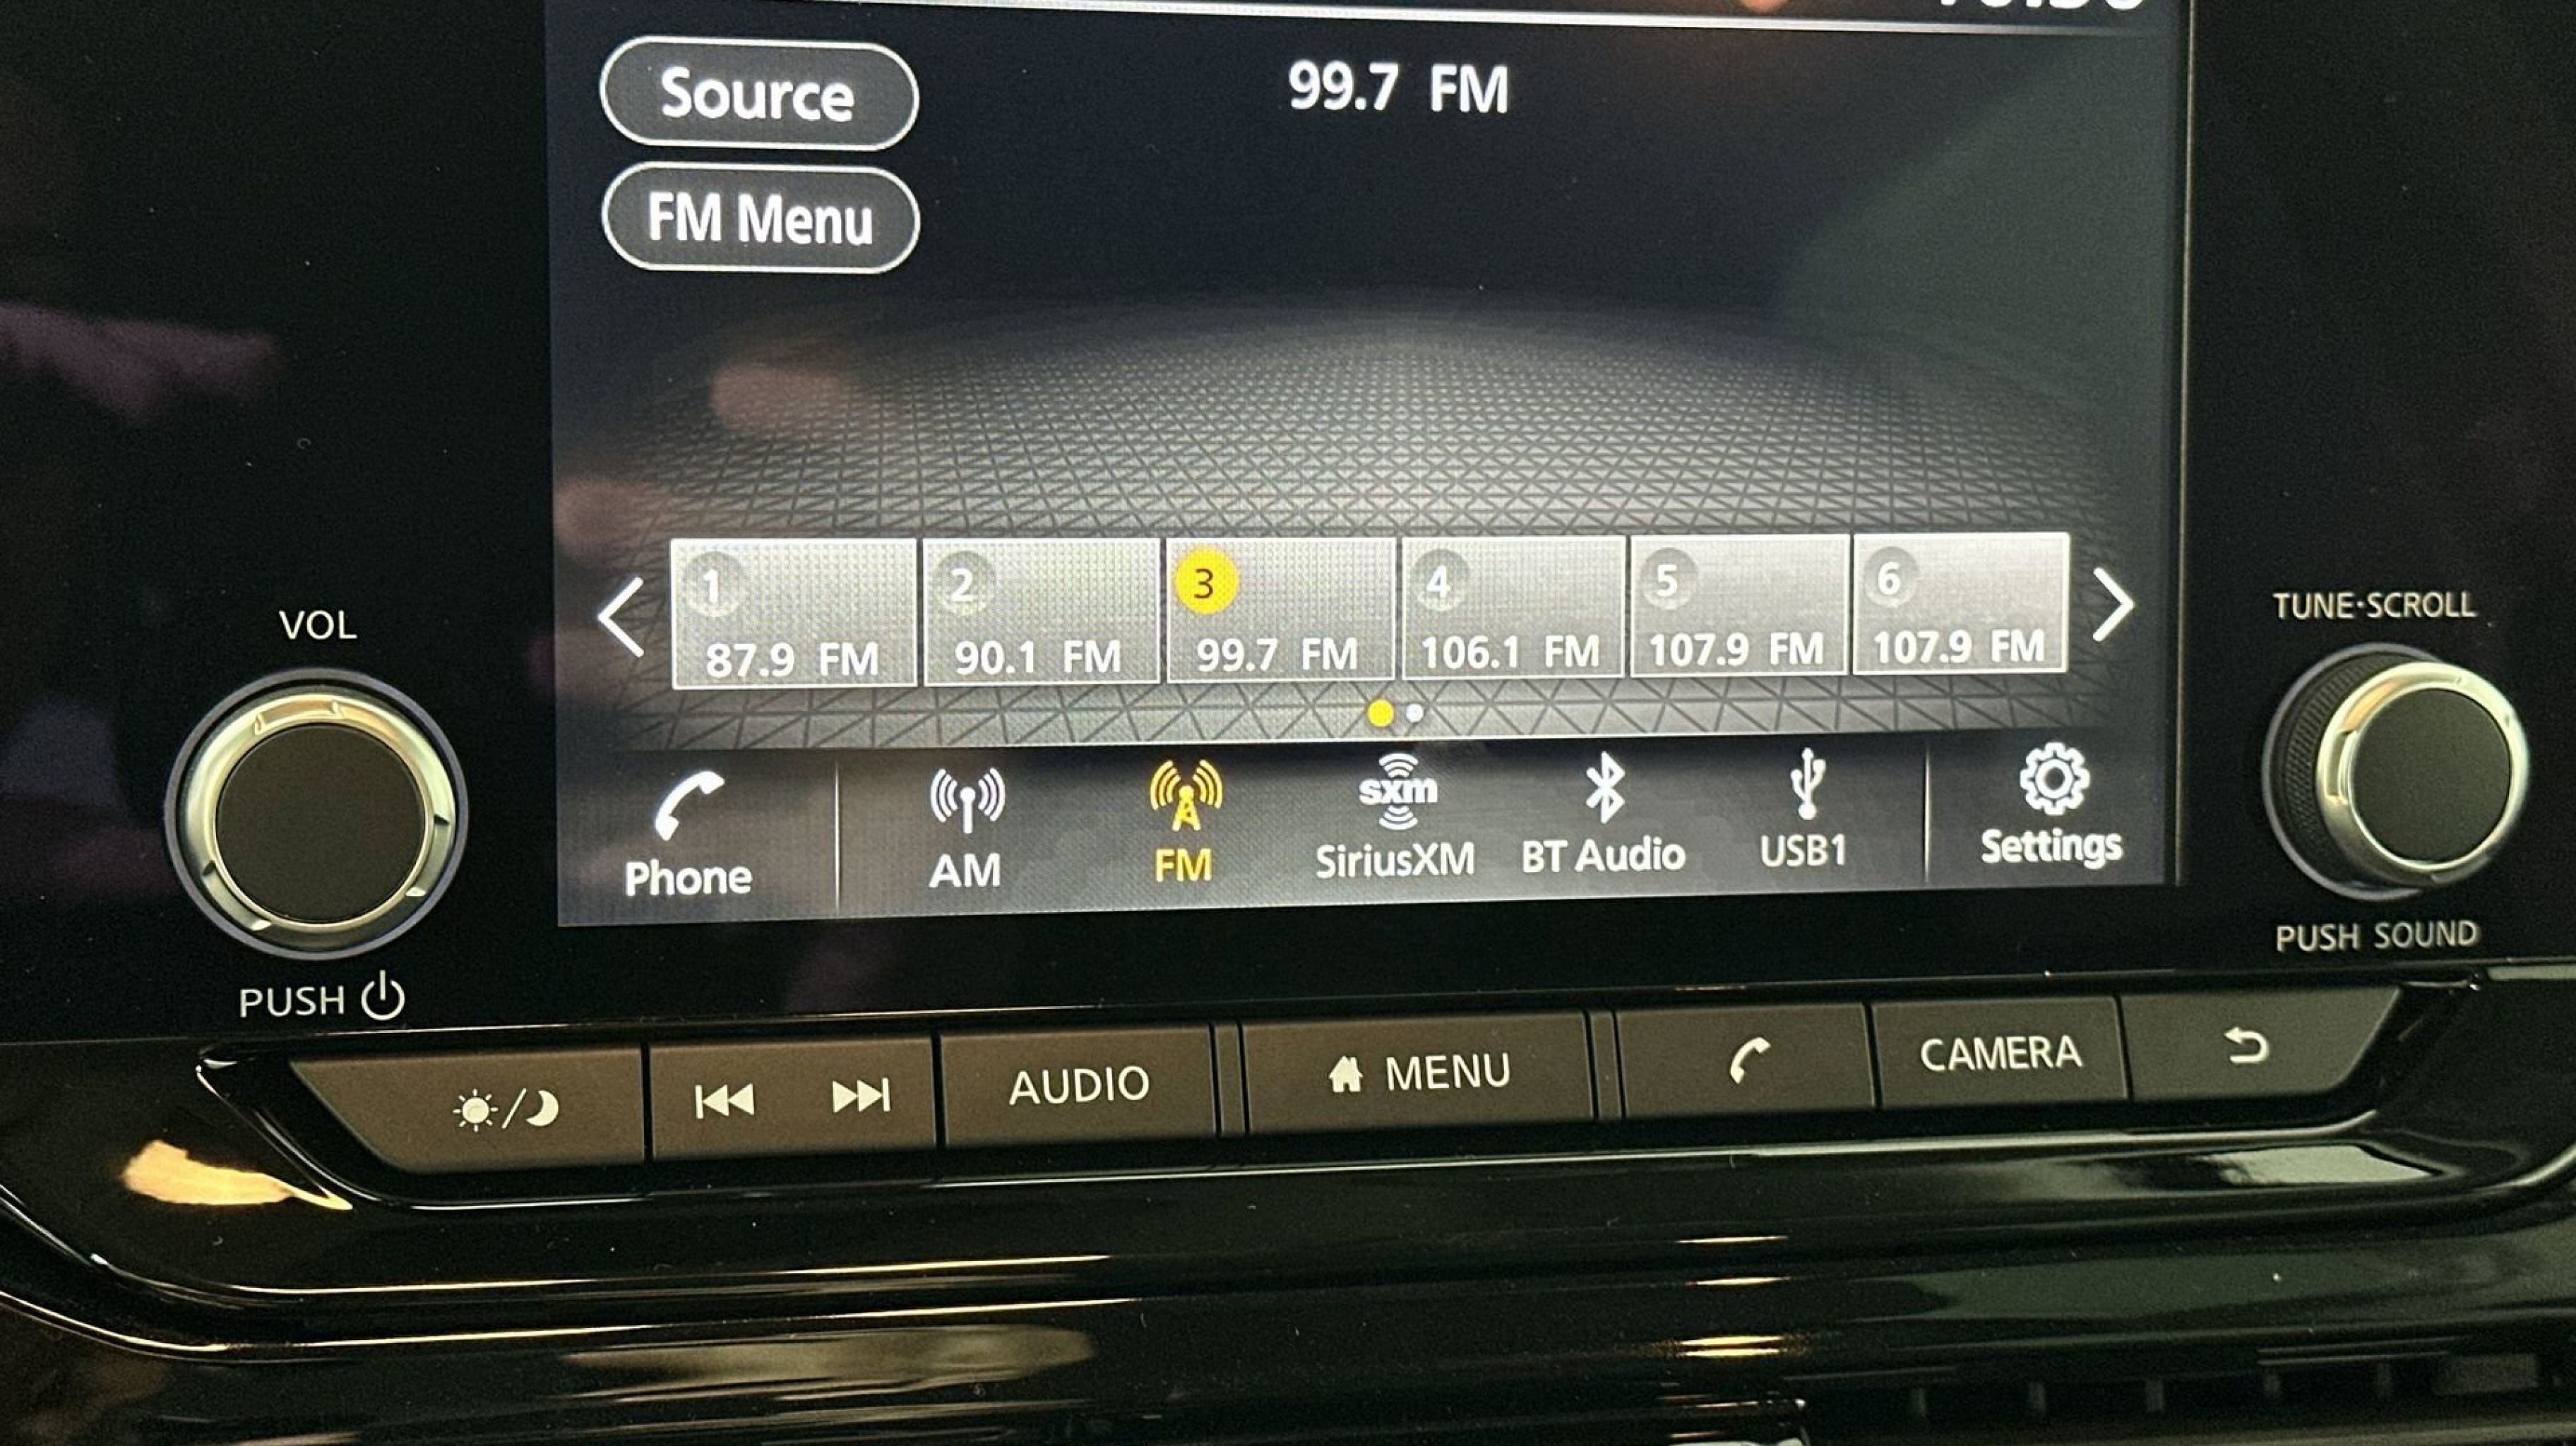 Source
99.7 FM
FM Menu
1 2 3 4 5 6
87.9 FM 90.1 FM 99.7 FM 106.1 FM 107.9 FM 107.9 FM
VOL
TUNE·SCROLL
sxm
Phone AM FM SiriusXM BT Audio USB1 Settings
PUSH
PUSH SOUND
AUDIO MENU CAMERA